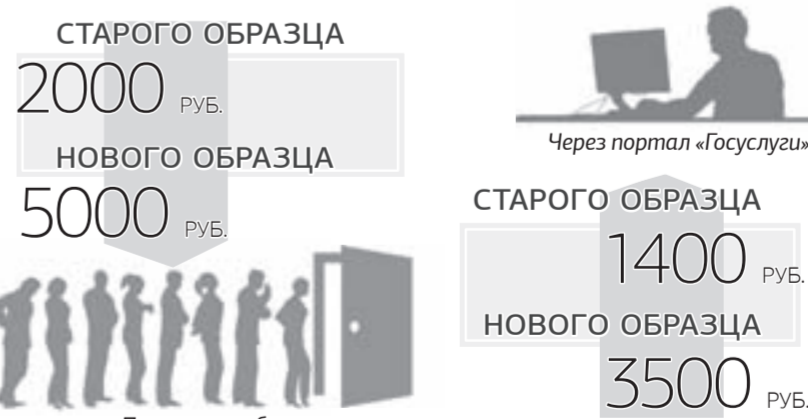 СТАРОГО ОБРАЗЦА
2000 РУБ.
НОВОГО ОБРАЗЦА
5000 РУБ.
Через портал «Госуслуги»
СТАРОГО ОБРАЗЦА
1400 РУБ.
НОВОГО ОБРАЗЦА
3500 РУБ.